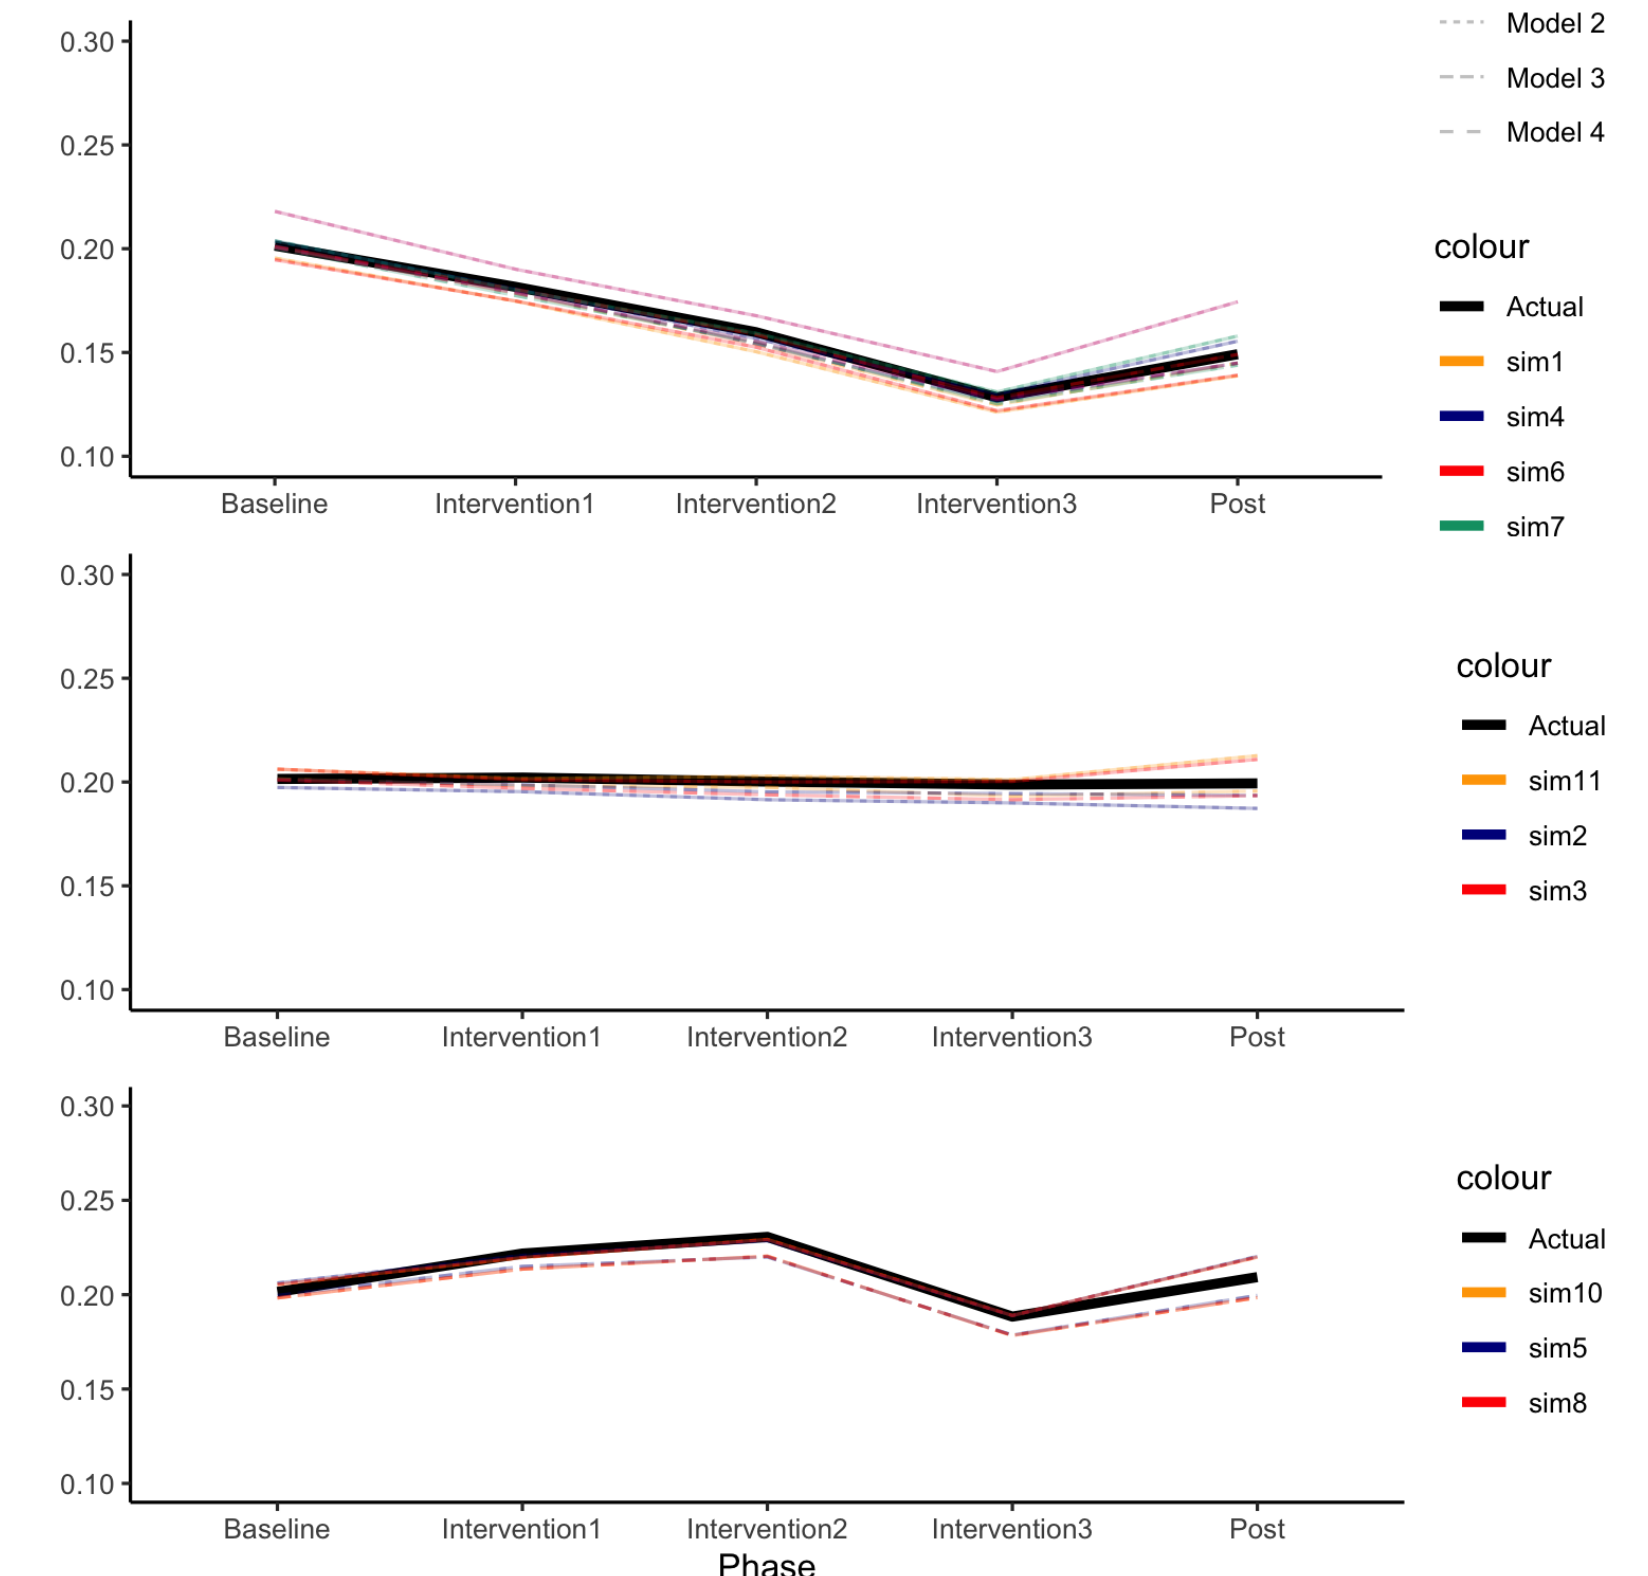 Model 2
Model 3
Model 4
0.30
0.25
0.20
0.15
0.10
Baseline Intervention1 Intervention2 Intervention3 Post
colour
Actual
sim1
sim4
sim6
sim7
0.30
0.25
0.20
0.15
0.10
Baseline Intervention1 Intervention2 Intervention3 Post
colour
Actual
sim11
sim2
sim3
0.30
0.25
0.20
0.15
0.10
Baseline Intervention1 Intervention2 Intervention3 Post
Phase
colour
Actual
sim10
sim5
sim8